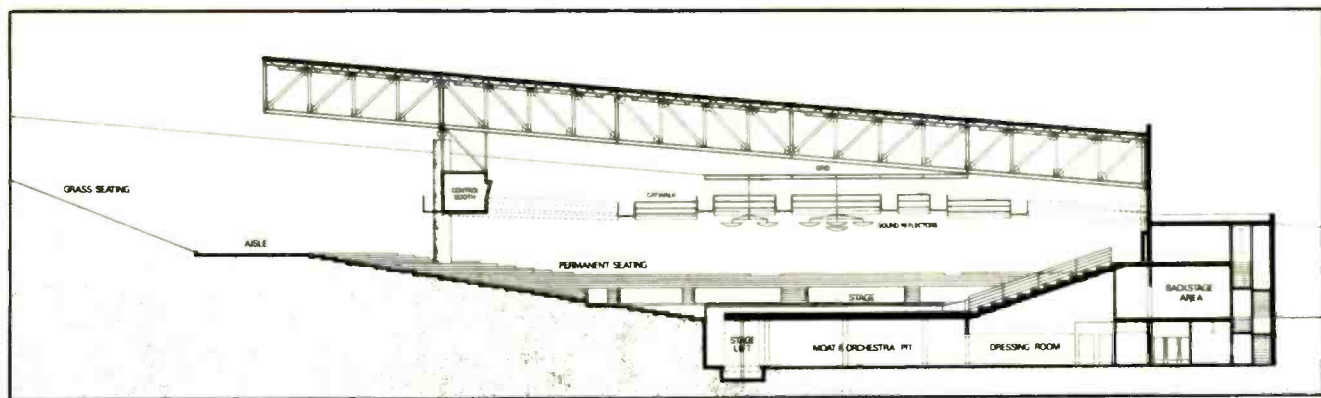 GRID
GRASS SEATING
CONTROL
BOOTH
CATWALK
SOUND REFLECTORS
AISLE
PERMANENT SEATING
STAGE
BACKSTAGE
AREA
STAGE
LIFT
MOAT & ORCHESTRA PIT
DRESSING ROOM